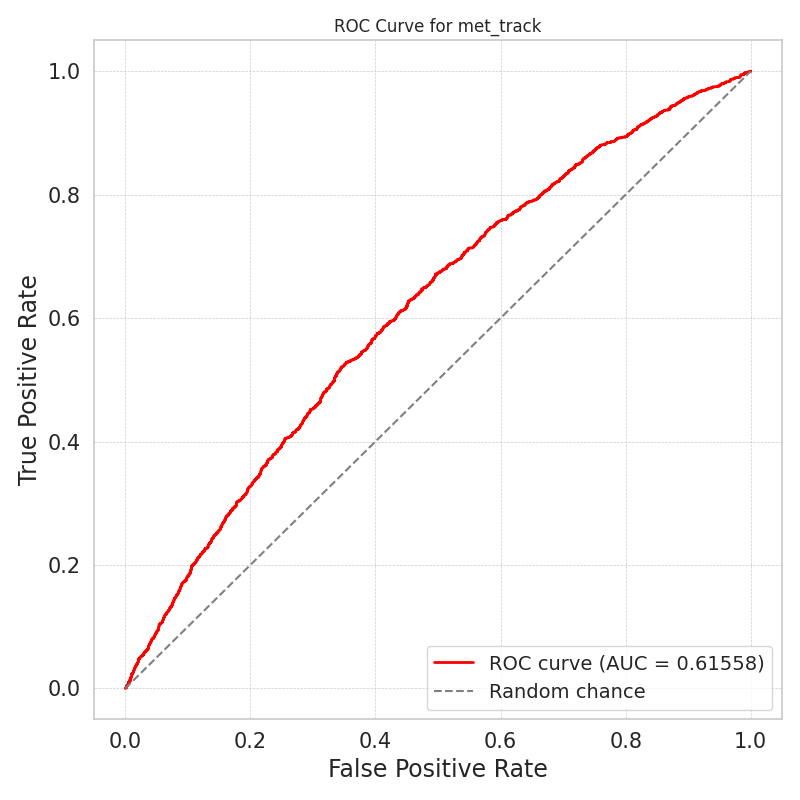 ROC Curve for met_track
1.0
0.8
0.6
0.4
0.2
0.0
True Positive Rate
ROC curve (AUC = 0.61558)
Random chance
0.0 0.2 0.4 0.6 0.8 1.0
False Positive Rate